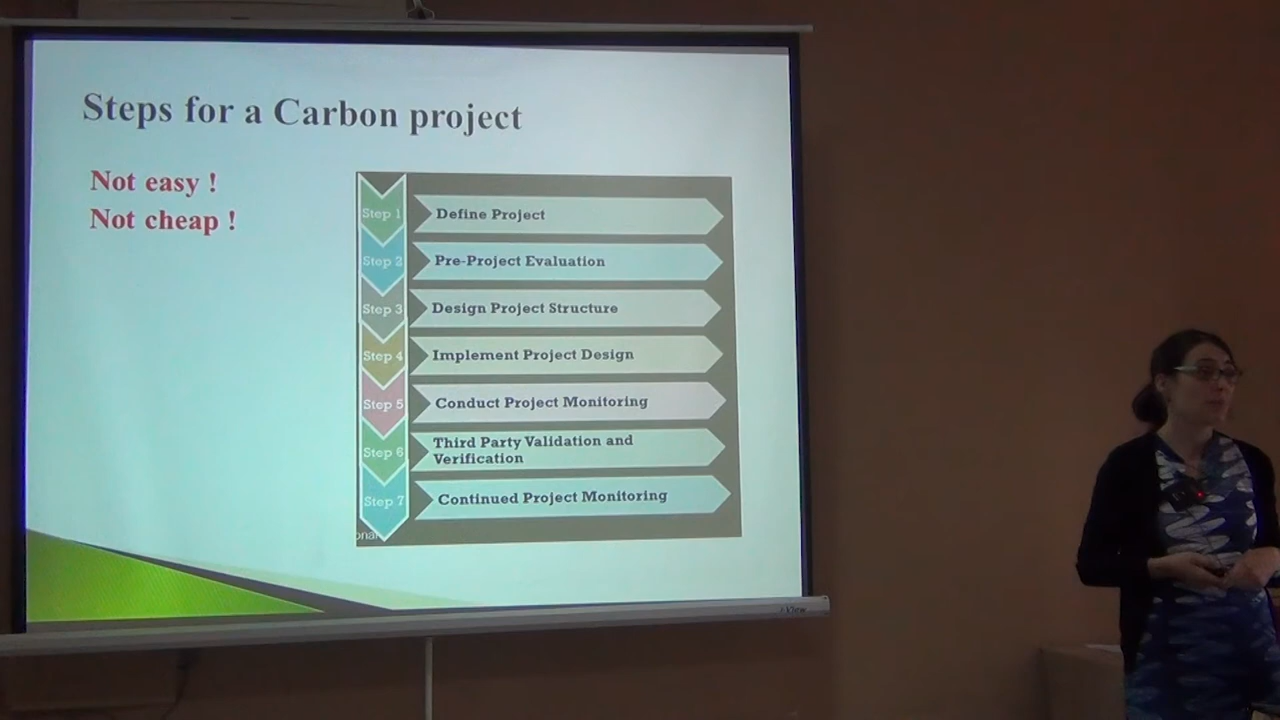 Steps for a Carbon project
Not easy !
Not cheap !
Step 1
Define Project
Step 2
Pre-Project Evaluation
Step 3
Design Project Structure
Step 4
Implement Project Design
Step 5
Conduct Project Monitoring
Step 6
Third Party Validation and
Verification
Step 7
Continued Project Monitoring
onal